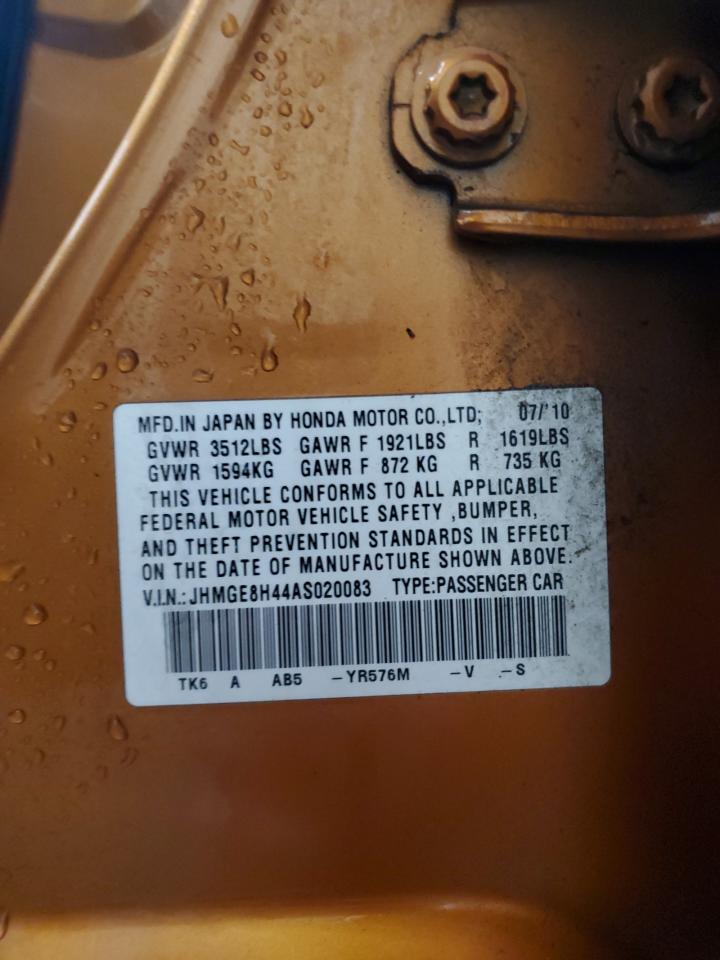 MFD.IN JAPAN BY HONDA MOTOR CO.,LTD; 07/'10
GVWR 3512LBS GAWR F 1921LBS R 1619LBS
GVWR 1594KG GAWR F 872 KG R 735 KG
THIS VEHICLE CONFORMS TO ALL APPLICABLE
FEDERAL MOTOR VEHICLE SAFETY ,BUMPER,
AND THEFT PREVENTION STANDARDS IN EFFECT
ON THE DATE OF MANUFACTURE SHOWN ABOVE.
V.I.N.: JHMGE8H44AS020083 TYPE:PASSENGER CAR
TK6 A AB5 -YR576M -V -S